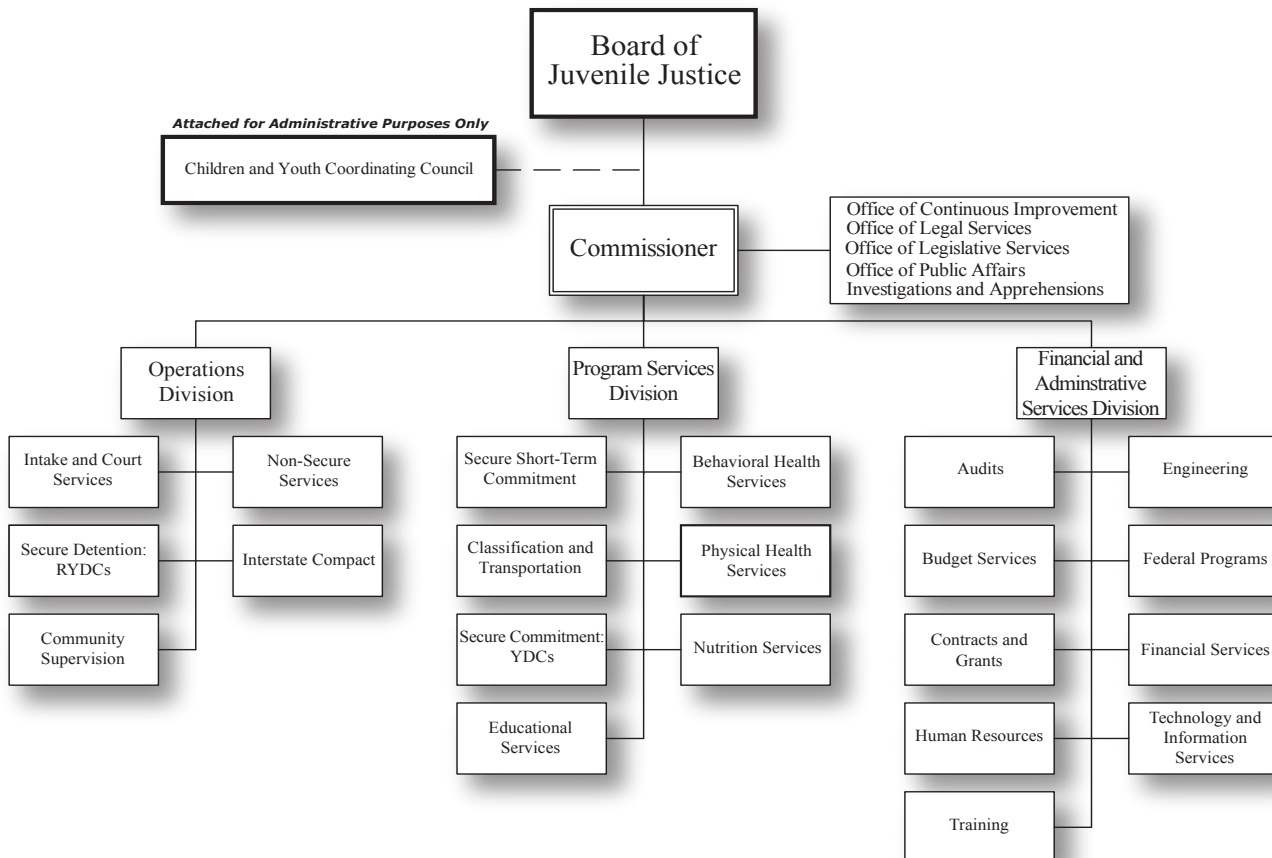 Board of
Juvenile Justice
Attached for Administrative Purposes Only
Children and Youth Coordinating Council
Commissioner
Office of Continuous Improvement
Office of Legal Services
Office of Legislative Services
Office of Public Affairs
Investigations and Apprehensions
Operations
Division
Program Services
Division
Financial and
Adminstrative
Services Division
Intake and Court
Services
Non-Secure
Services
Secure Detention:
RYDCs
Interstate Compact
Community
Supervision
Secure Short-Term
Commitment
Behavioral Health
Services
Classification and
Transportation
Physical Health
Services
Secure Commitment:
YDCs
Nutrition Services
Educational
Services
Audits
Engineering
Budget Services
Federal Programs
Contracts and
Grants
Financial Services
Human Resources
Technology and
Information
Services
Training